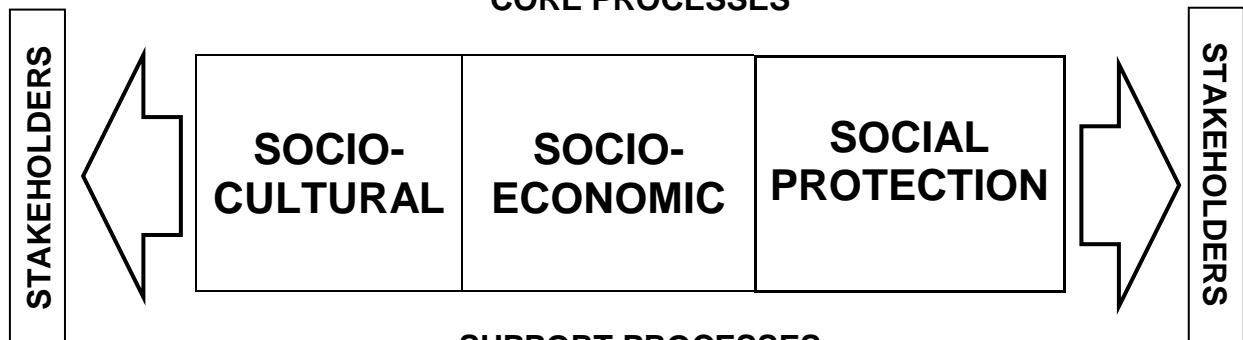 CORE PROCESSES
STAKEHOLDERS
SOCIO-
CULTURAL
SOCIO-
ECONOMIC
SOCIAL
PROTECTION
STAKEHOLDERS
SUPPORT PROCESSES